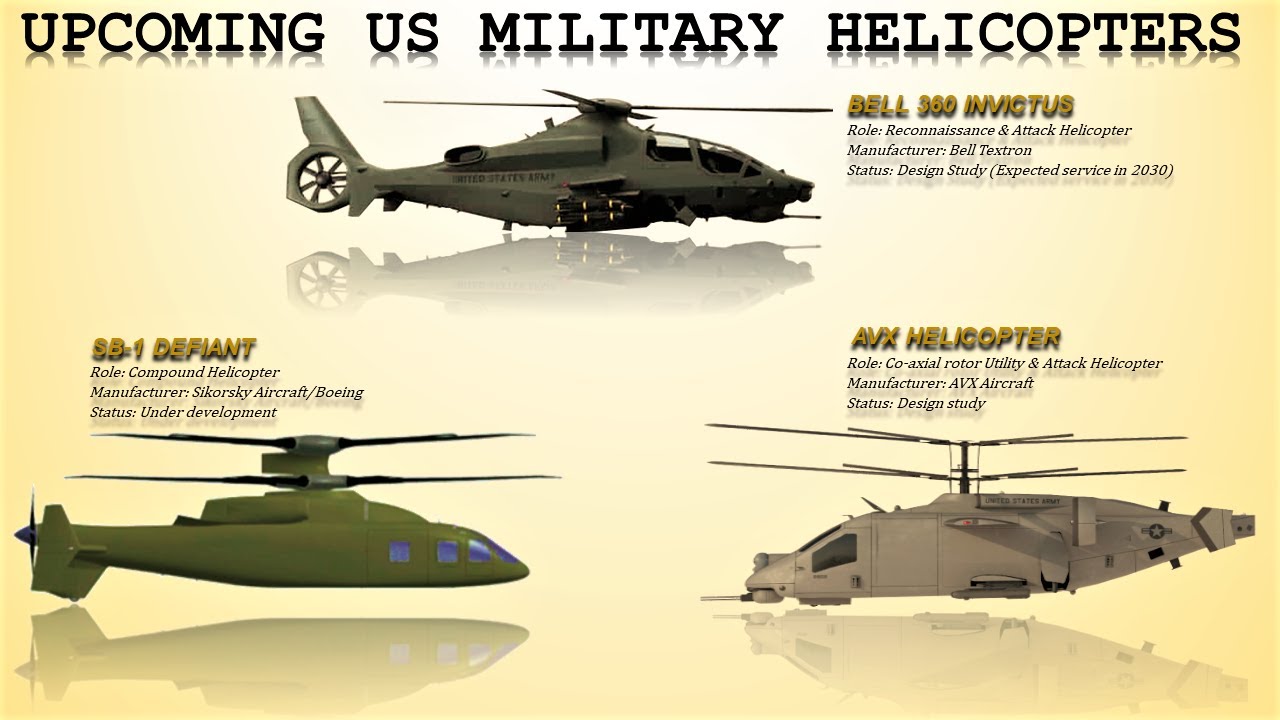 UPCOMING US MILITARY HELICOPTERS
BELL 360 INVICTUS
Role: Reconnaissance & Attack Helicopter
Manufacturer: Bell Textron
Status: Design Study (Expected service in 2030)
UNITED STATES ARMY
SB-1 DEFIANT
Role: Compound Helicopter
Manufacturer: Sikorsky Aircraft/Boeing
Status: Under development
AVX HELICOPTER
Role: Co-axial rotor Utility & Attack Helicopter
Manufacturer: AVX Aircraft
Status: Design study
UNITED STATES ARMY